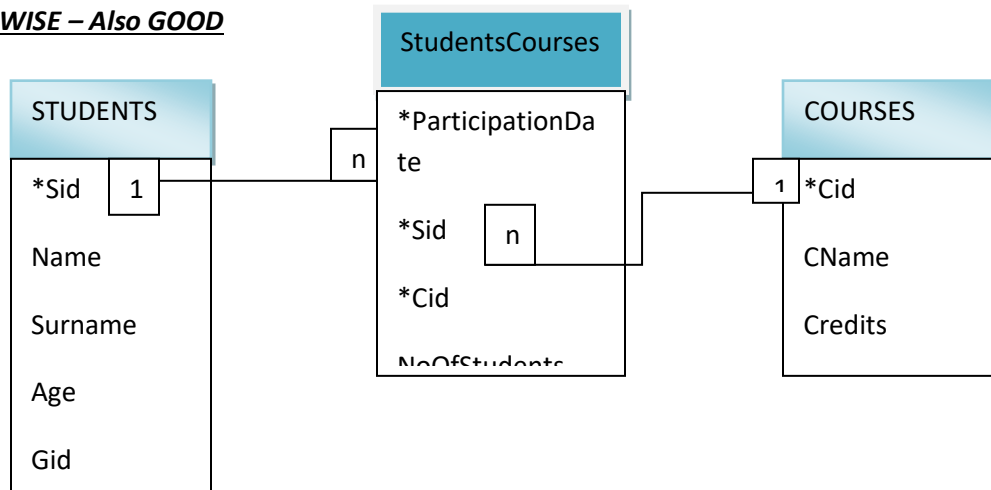 WISE – Also GOOD
StudentsCourses
STUDENTS
COURSES
*ParticipationDa
te
n
*Sid
1
1
*Cid
*Sid
n
Name
CName
*Cid
Surname
Credits
NoOfStudents
Age
Gid